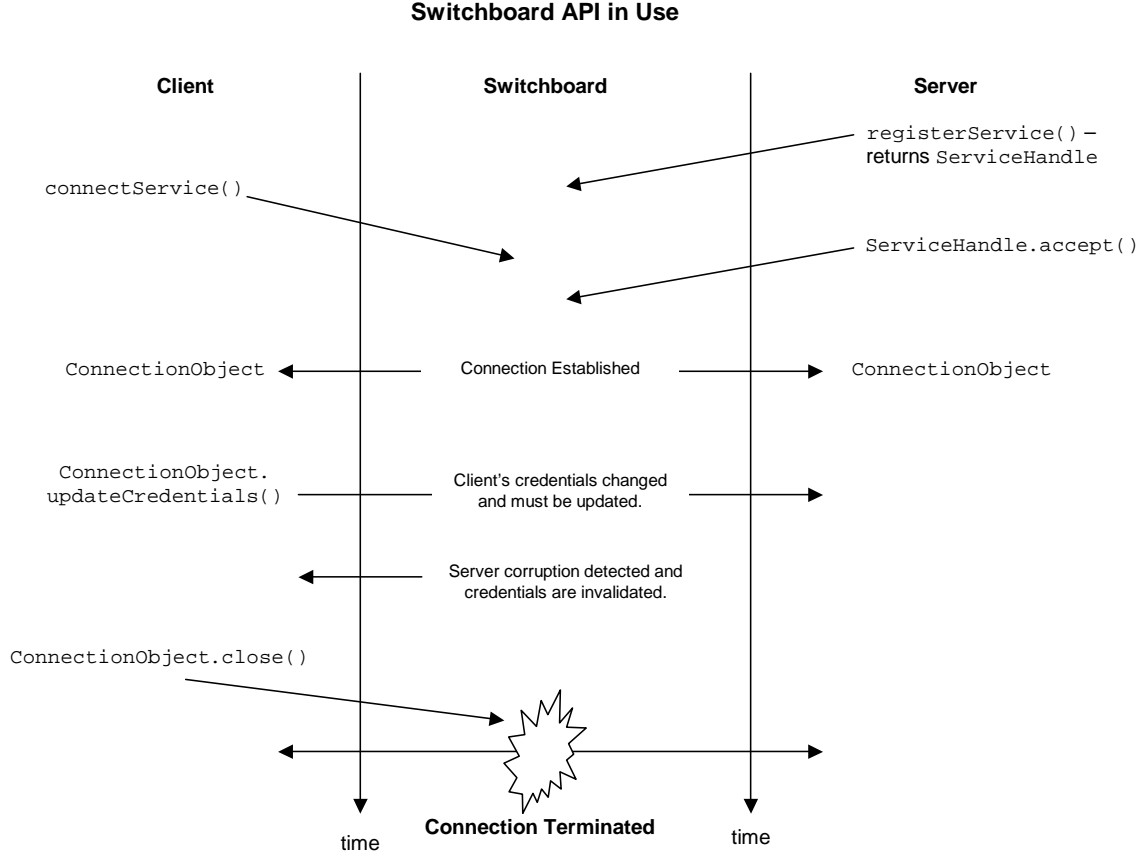 Switchboard API in Use
Client
Switchboard
Server
registerService() –
returns ServiceHandle
connectService()
ServiceHandle.accept()
ConnectionObject
Connection Established
ConnectionObject
ConnectionObject.
updateCredentials()
Client's credentials changed
and must be updated.
Server corruption detected and
credentials are invalidated.
ConnectionObject.close()
time
Connection Terminated
time